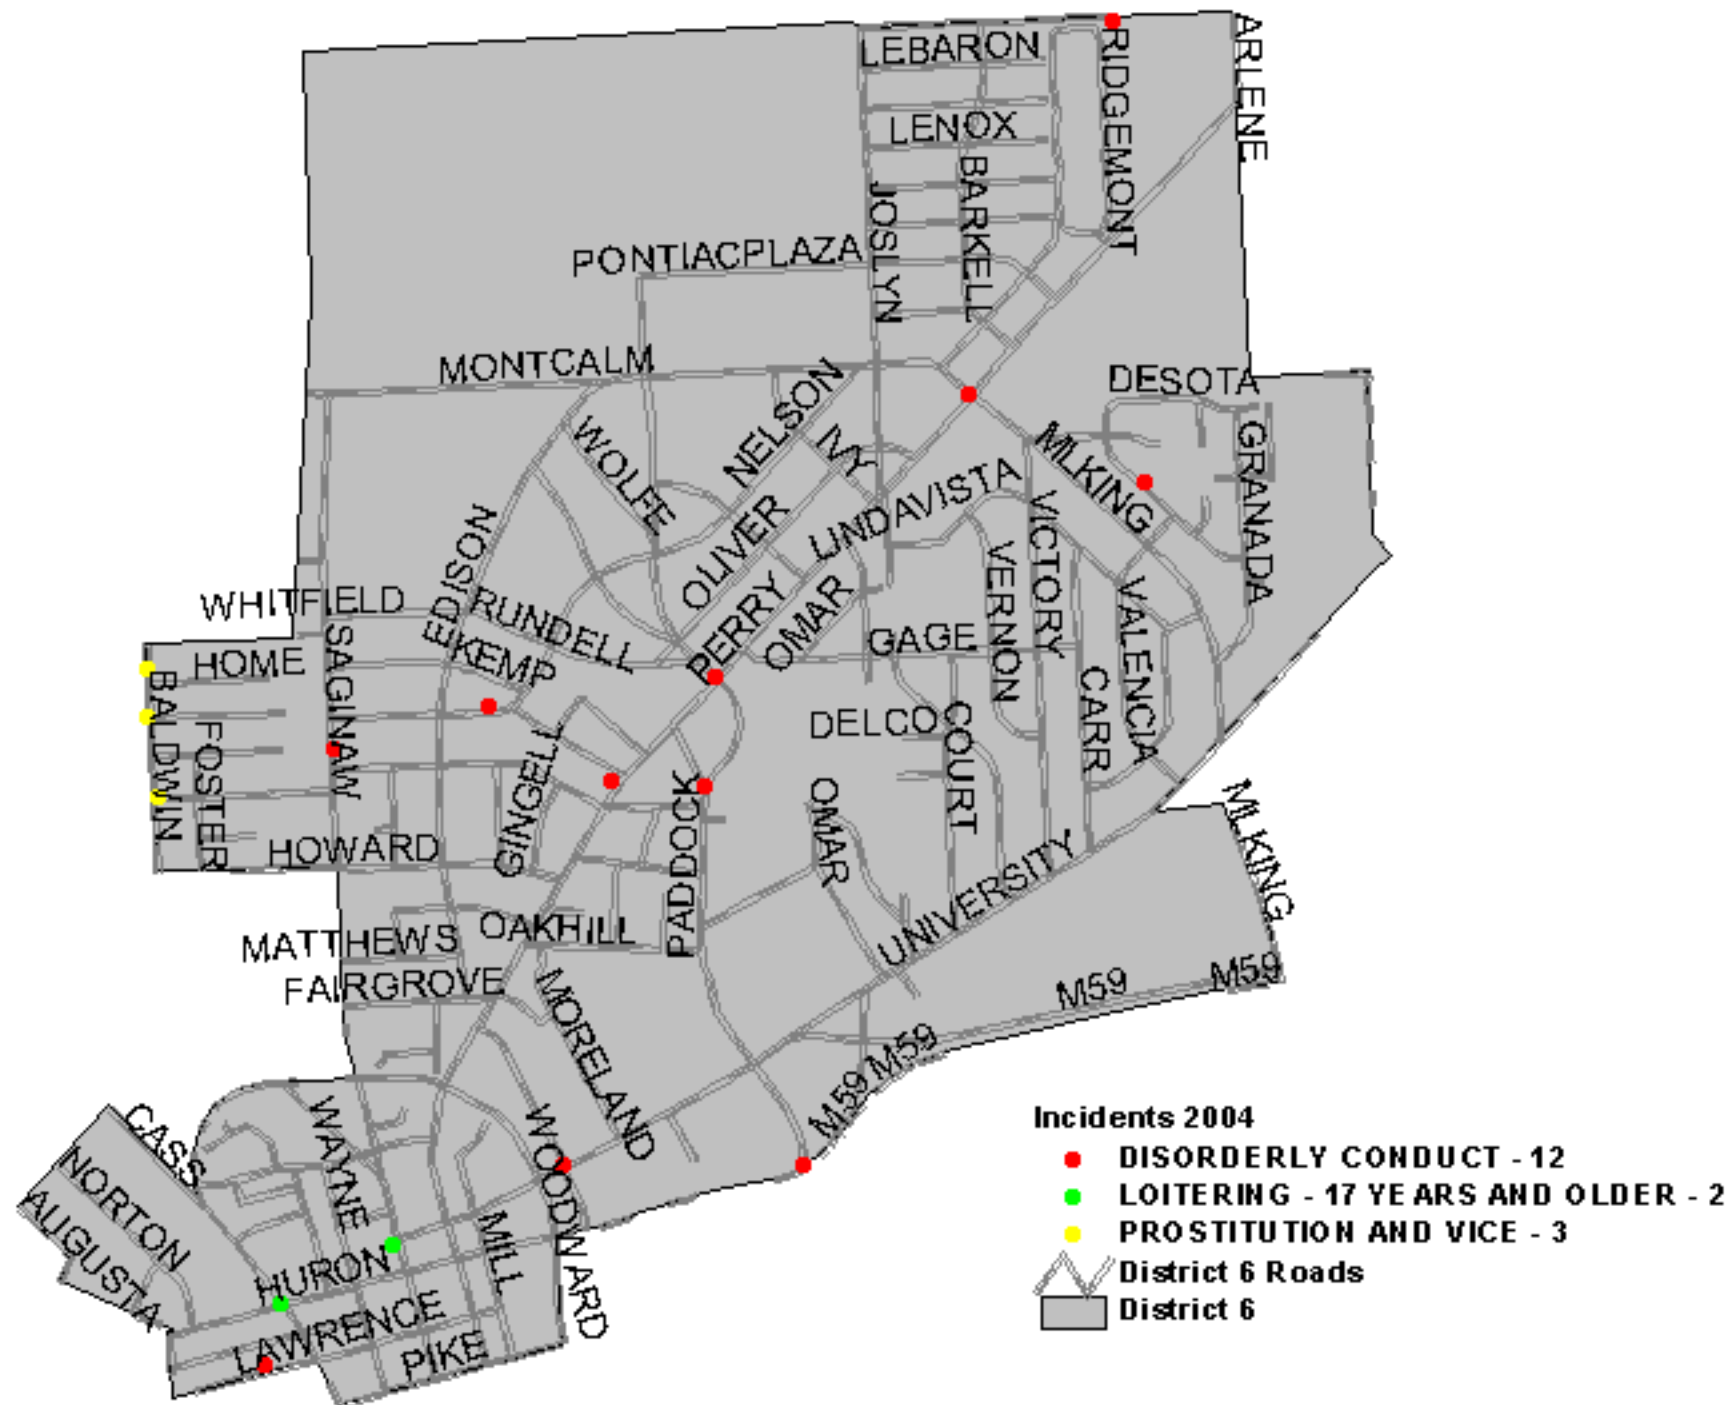 LEBARON
ARLENE
RIDGEMONT
LENOX
BARKELL
JOSLYN
PONTIACPLAZA
MONTCALM
DESOTA
NELSON
WOLFE
IVY
MLKING
GRANADA
LINDAVISTA
OLIVER
VICTORY
EDISON
VERNON
WHITFIELD
RUNDELL
PERRY
OMAR
VALENCIA
GAGE
SAGINAW
HOME
KEMP
BALDWIN
CARR
DELCO
COURT
FOSTER
GINGELL
PADDOCK
OMAR
MLKING
HOWARD
UNIVERSITY
OAKHILL
MATTHEWS
FAIRGROVE
M59
M59
MORELAND
M59
M59
CASS
WAYNE
WOODWARD
NORTON
AUGUSTA
MILL
HURON
LAWRENCE
PIKE
Incidents 2004
DISORDERLY CONDUCT - 12
LOITERING - 17 YEARS AND OLDER - 2
PROSTITUTION AND VICE - 3
District 6 Roads
District 6